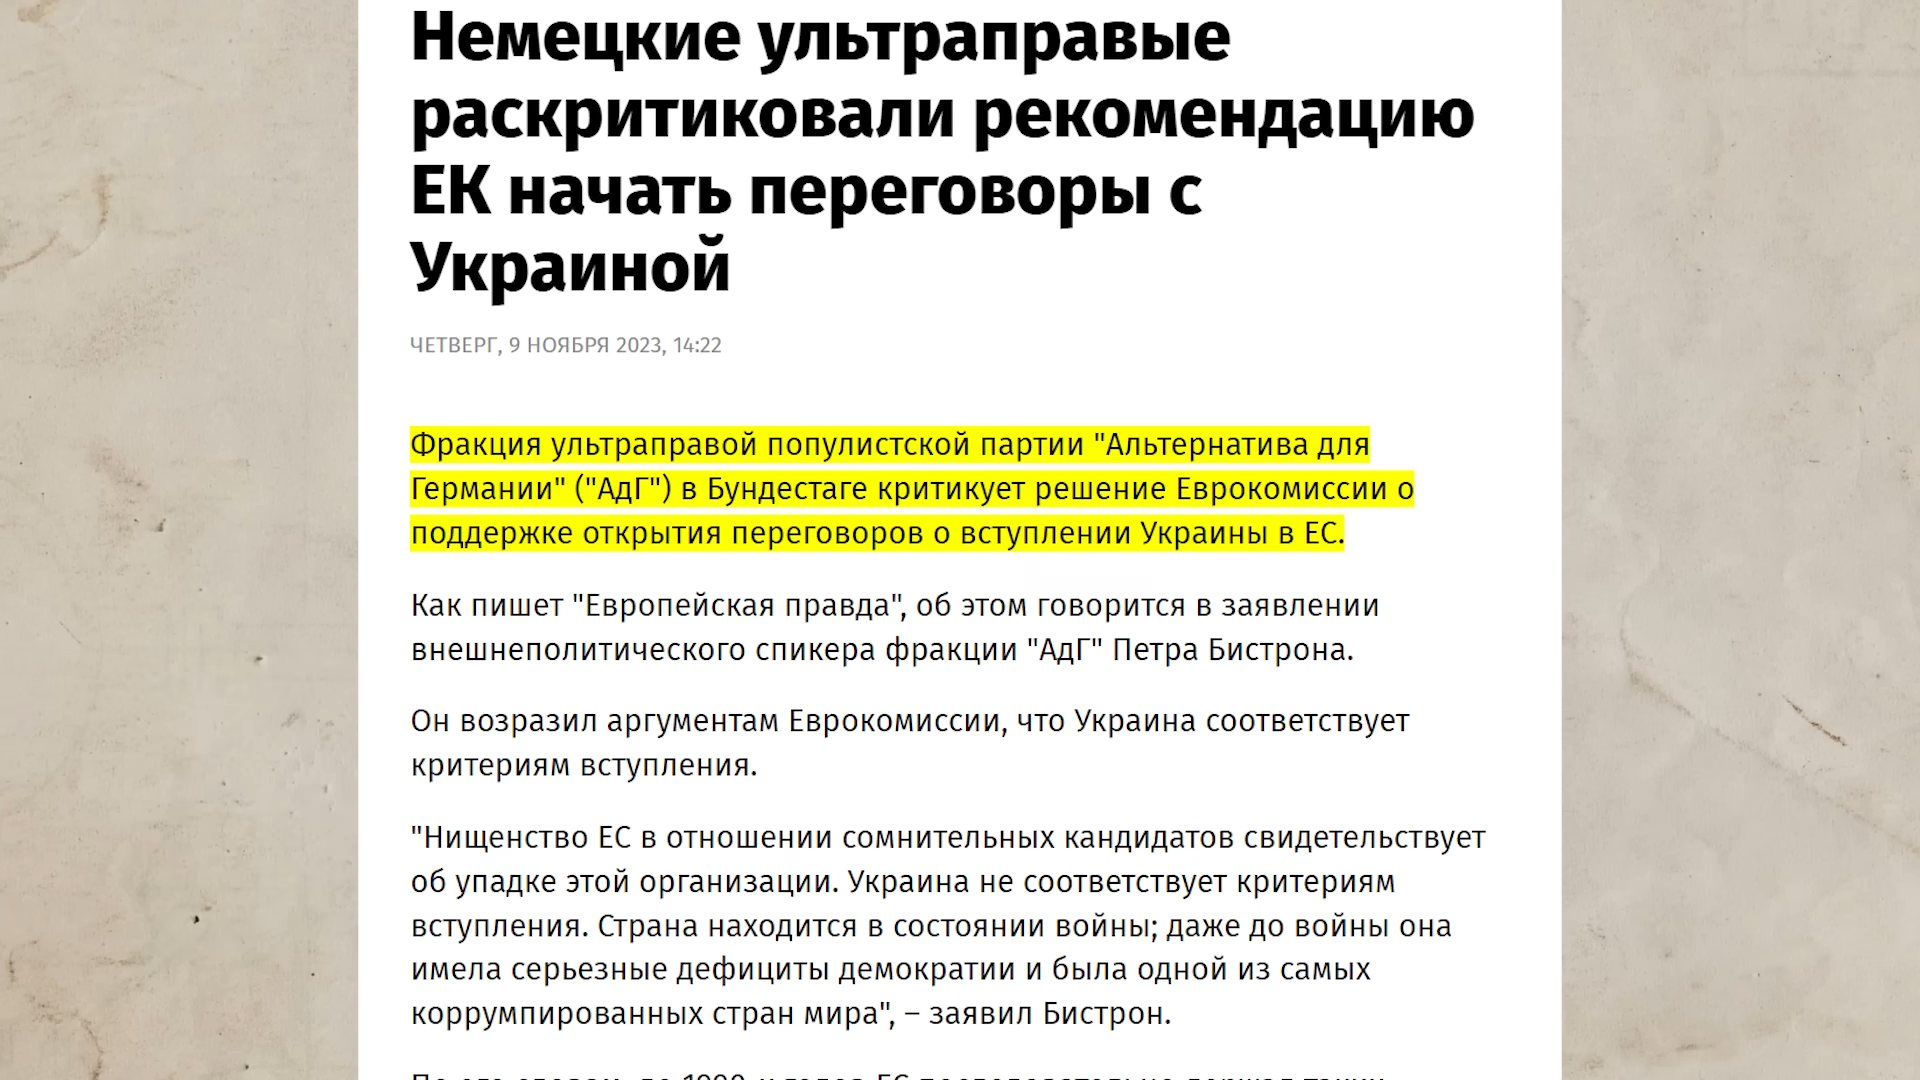 Немецкие ультраправые
раскритиковали рекомендацию
ЕК начать переговоры с
Украиной
ЧЕТВЕРГ, 9 НОЯБРЯ 2023, 14:22
Фракция ультраправой популистской партии "Альтернатива для
Германии" ("АдГ") в Бундестаге критикует решение Еврокомиссии о
поддержке открытия переговоров о вступлении Украины в ЕС.
Как пишет "Европейская правда", об этом говорится в заявлении
внешнеполитического спикера фракции "АдГ" Петра Бистрона.
Он возразил аргументам Еврокомиссии, что Украина соответствует
критериям вступления.
"Нищенство ЕС в отношении сомнительных кандидатов свидетельствует
об упадке этой организации. Украина не соответствует критериям
вступления. Страна находится в состоянии войны; даже до войны она
имела серьезные дефициты демократии и была одной из самых
коррумпированных стран мира", – заявил Бистрон.